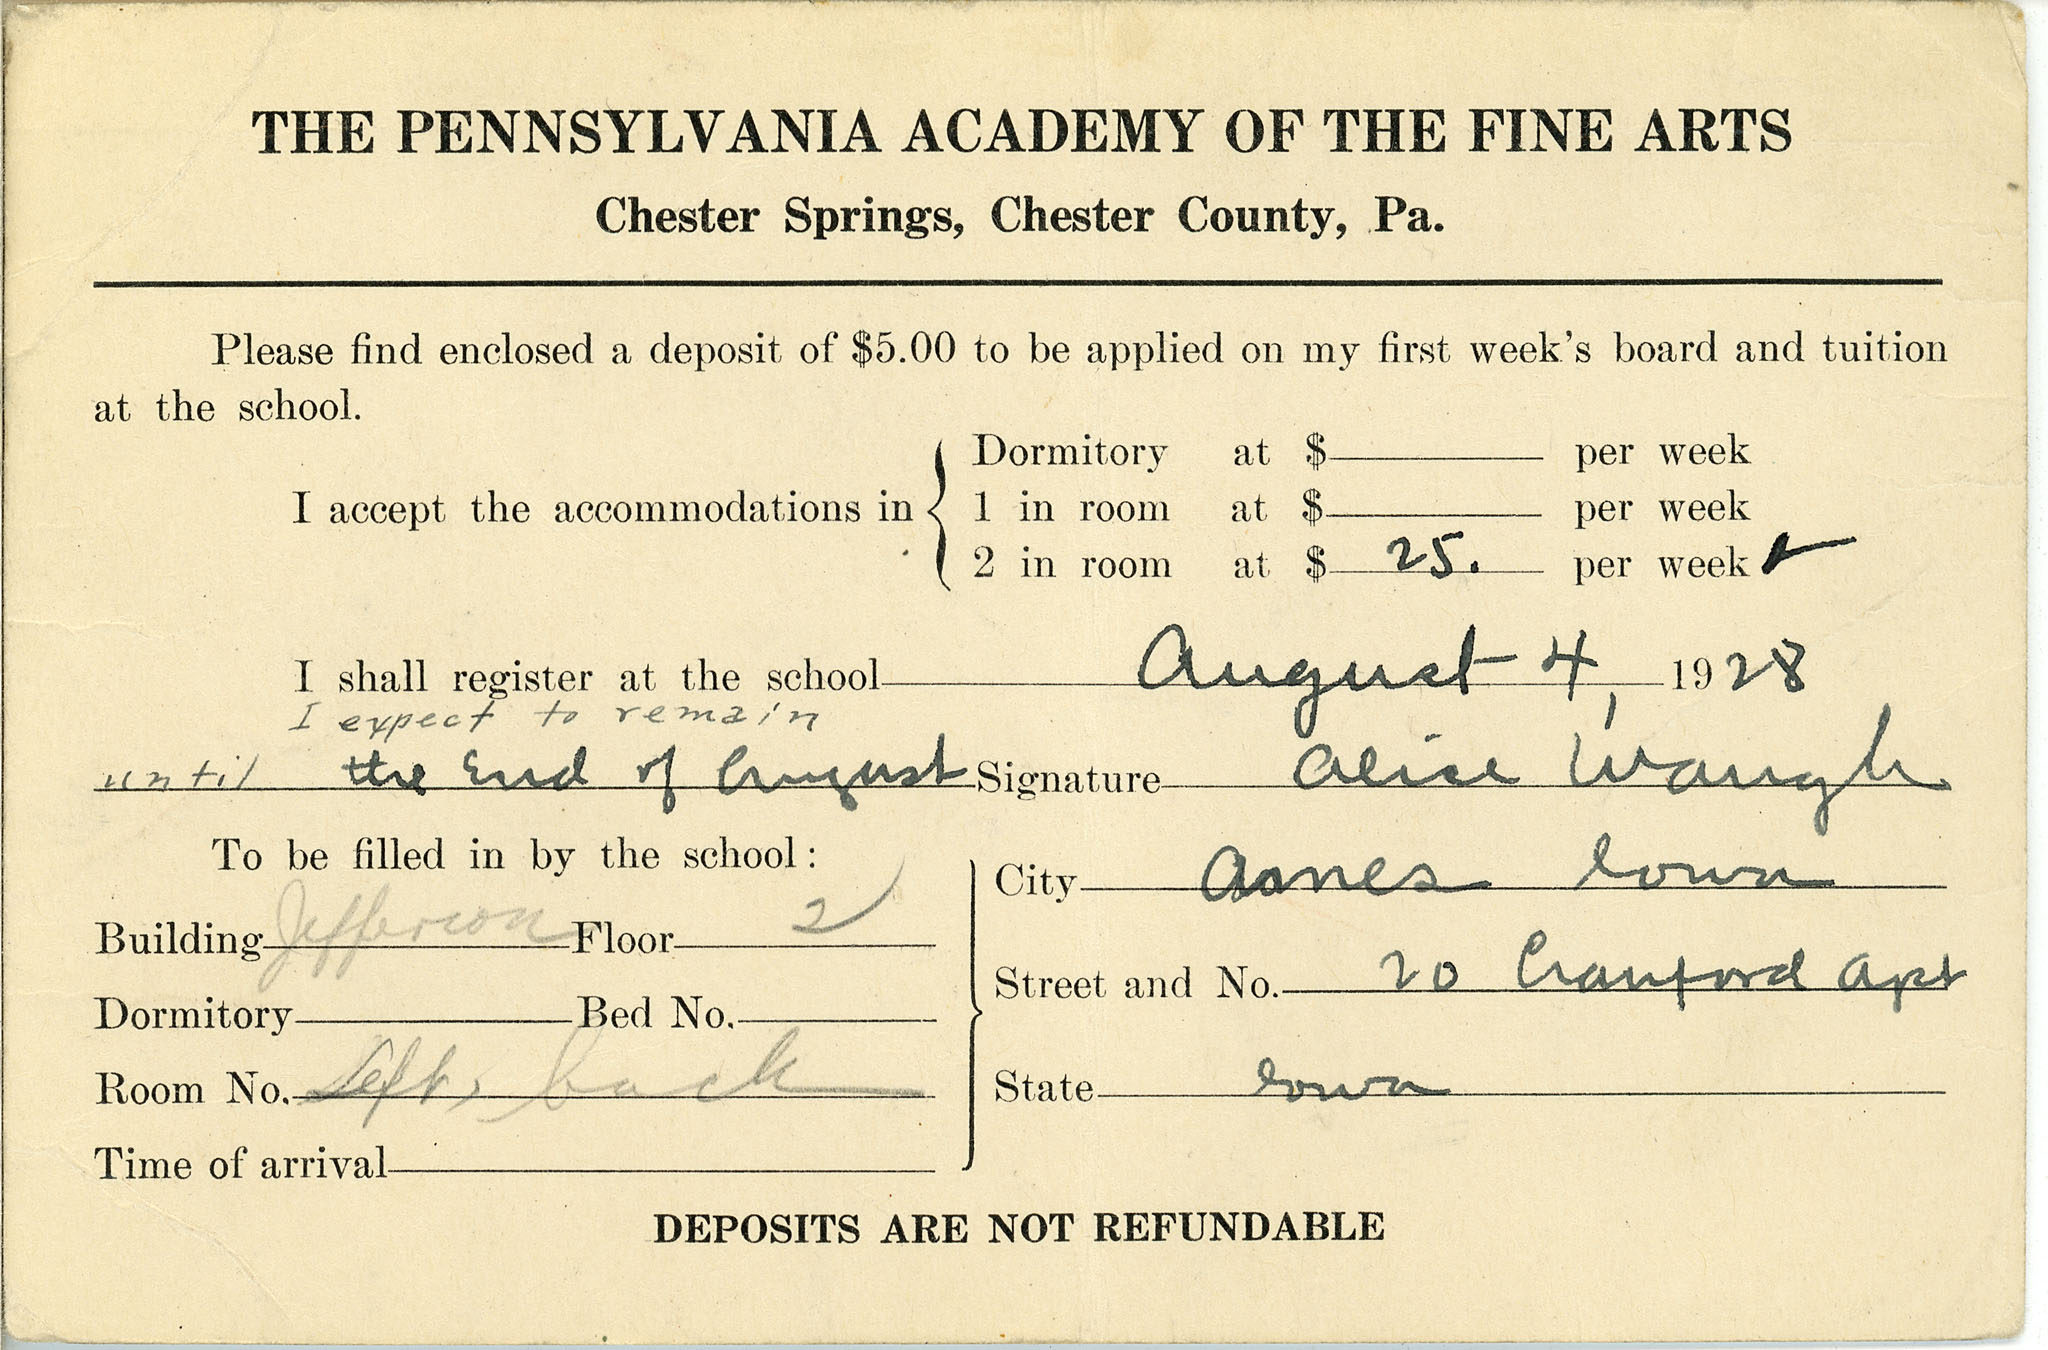 THE PENNSYLVANIA ACADEMY OF THE FINE ARTS
Chester Springs, Chester County, Pa.
Please find enclosed a deposit of $5.00 to be applied on my first week's board and tuition
at the school.
Dormitory at $ per week
I accept the accommodations in 1 in room at $ per week
2 in room at $ 25. per week ✓
I shall register at the school August 4, 1928
I expect to remain
until the End of August Signature Alice Waugh
To be filled in by the school:
Building Jefferson Floor 2
Dormitory Bed No.
Room No. Left, back
Time of arrival
City Ames Iowa
Street and No. 20 Cranford Apt
State Iowa
DEPOSITS ARE NOT REFUNDABLE